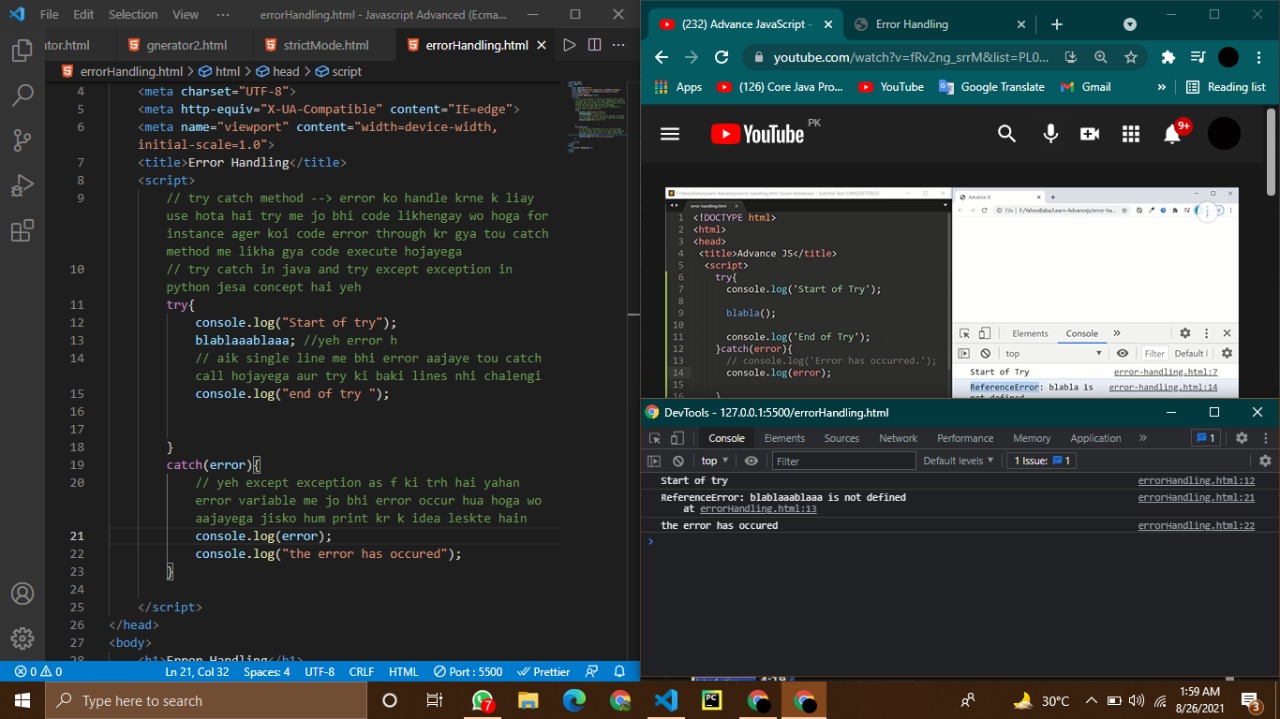 File Edit Selection View ··· errorHandling.html - Javascript Advanced (Ecma...
ator.html gnerator2.html strictMode.html errorHandling.html
errorHandling.html > html > head > script
4 <meta charset="UTF-8">
5 <meta http-equiv="X-UA-Compatible" content="IE=edge">
6 <meta name="viewport" content="width=device-width,
initial-scale=1.0">
7 <title>Error Handling</title>
8 <script>
9 // try catch method --> error ko handle krne k liay
use hota hai try me jo bhi code likhengay wo hoga for
instance ager koi code error through kr gya tou catch
method me likha gya code execute hojayega
10 // try catch in java and try except exception in
python jesa concept hai yeh
11 try{
12 console.log("Start of try");
13 blablaaablaaa; //yeh error h
14 // aik single line me bhi error aajaye tou catch
call hojayega aur try ki baki lines nhi chalengi
15 console.log("end of try ");
16
17
18 }
19 catch(error){
20 // yeh except exception as f ki trh hai yahan
error variable me jo bhi error occur hua hoga wo
aajayega jisko hum print kr k idea leskte hain
21 console.log(error);
22 console.log("the error has occured");
23 }
24
25 </script>
26 </head>
27 <body>
28 <h1>Error Handling</h1>
0 0 Ln 21, Col 32 Spaces: 4 UTF-8 CRLF HTML Port : 5500 Prettier
(232) Advance JavaScript - Error Handling
youtube.com/watch?v=fRv2ng_srrM&list=PL0...
Apps (126) Core Java Pro... YouTube Google Translate Gmail » Reading list
YouTube PK 9+
error-handling.html
1 <!DOCTYPE html>
2 <html>
3 <head>
4 <title>Advance JS</title>
5 <script>
6 try{
7 console.log('Start of Try');
8
9 blabla();
10
11 console.log('End of Try');
12 }catch(error){
13 // console.log('Error has occurred.');
14 console.log(error);
15
16 }
Advance JS
Elements Console »
top Filter Default l
Start of Try error-handling.html:7
ReferenceError: blabla is error-handling.html:14
not defined
DevTools - 127.0.0.1:5500/errorHandling.html
Console Elements Sources Network Performance Memory Application » 1
top Filter Default levels 1 Issue: 1
Start of try errorHandling.html:12
ReferenceError: blablaaablaaa is not defined errorHandling.html:21
at errorHandling.html:13
the error has occured errorHandling.html:22
>
Type here to search 7 PC 30°C 1:59 AM
8/26/2021 3